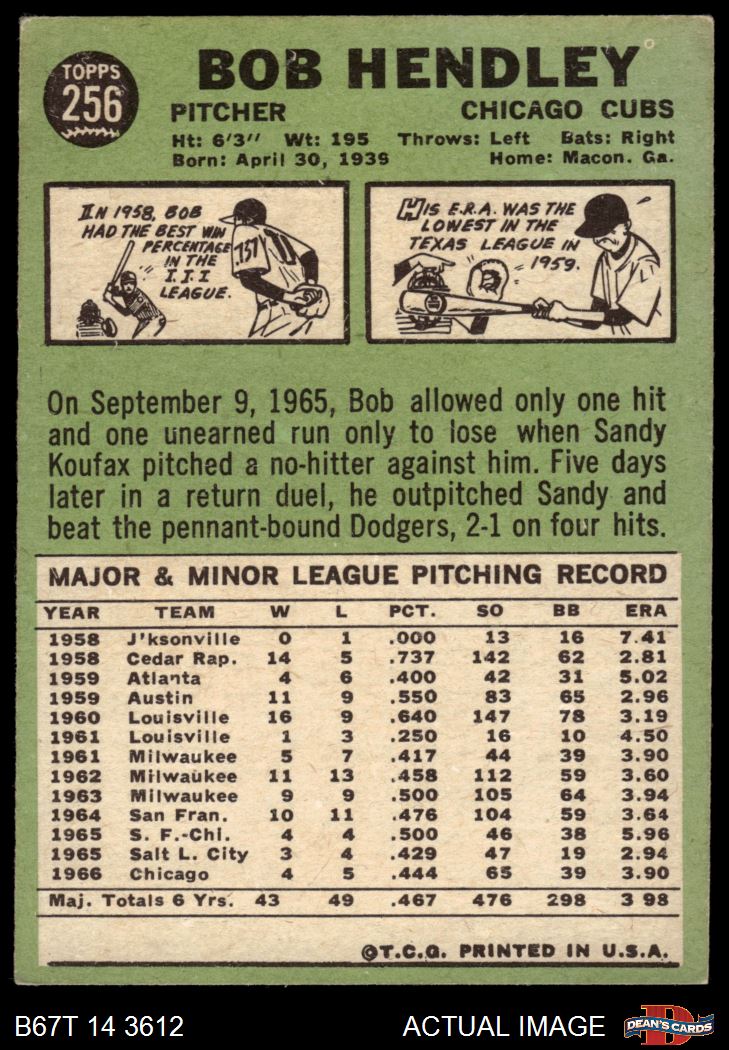 TOPPS
256
BOB HENDLEY
PITCHER CHICAGO CUBS
Ht: 6'3" Wt: 195 Throws: Left Bats: Right
Born: April 30, 1939 Home: Macon. Ga.
IN 1958, BOB
HAD THE BEST WIN
PERCENTAGE
IN THE
I.I.I
LEAGUE.
.737
HIS E.R.A. WAS THE
LOWEST IN THE
TEXAS LEAGUE IN
1959.
On September 9, 1965, Bob allowed only one hit
and one unearned run only to lose when Sandy
Koufax pitched a no-hitter against him. Five days
later in a return duel, he outpitched Sandy and
beat the pennant-bound Dodgers, 2-1 on four hits.
MAJOR & MINOR LEAGUE PITCHING RECORD
YEAR TEAM W L PCT. SO BB ERA
1958 J'ksonville 0 1 .000 13 16 7.41
1958 Cedar Rap. 14 5 .737 142 62 2.81
1959 Atlanta 4 6 .400 42 31 5.02
1959 Austin 11 9 .550 83 65 2.96
1960 Louisville 16 9 .640 147 78 3.19
1961 Louisville 1 3 .250 16 10 4.50
1961 Milwaukee 5 7 .417 44 39 3.90
1962 Milwaukee 11 13 .458 112 59 3.60
1963 Milwaukee 9 9 .500 105 64 3.94
1964 San Fran. 10 11 .476 104 59 3.64
1965 S. F.-Chi. 4 4 .500 46 38 5.96
1965 Salt L. City 3 4 .429 47 19 2.94
1966 Chicago 4 5 .444 65 39 3.90
Maj. Totals 6 Yrs. 43 49 .467 476 298 3 98
©T.C.G. PRINTED IN U.S.A.
B67T 14 3612 ACTUAL IMAGE
D
DEAN'S CARDS